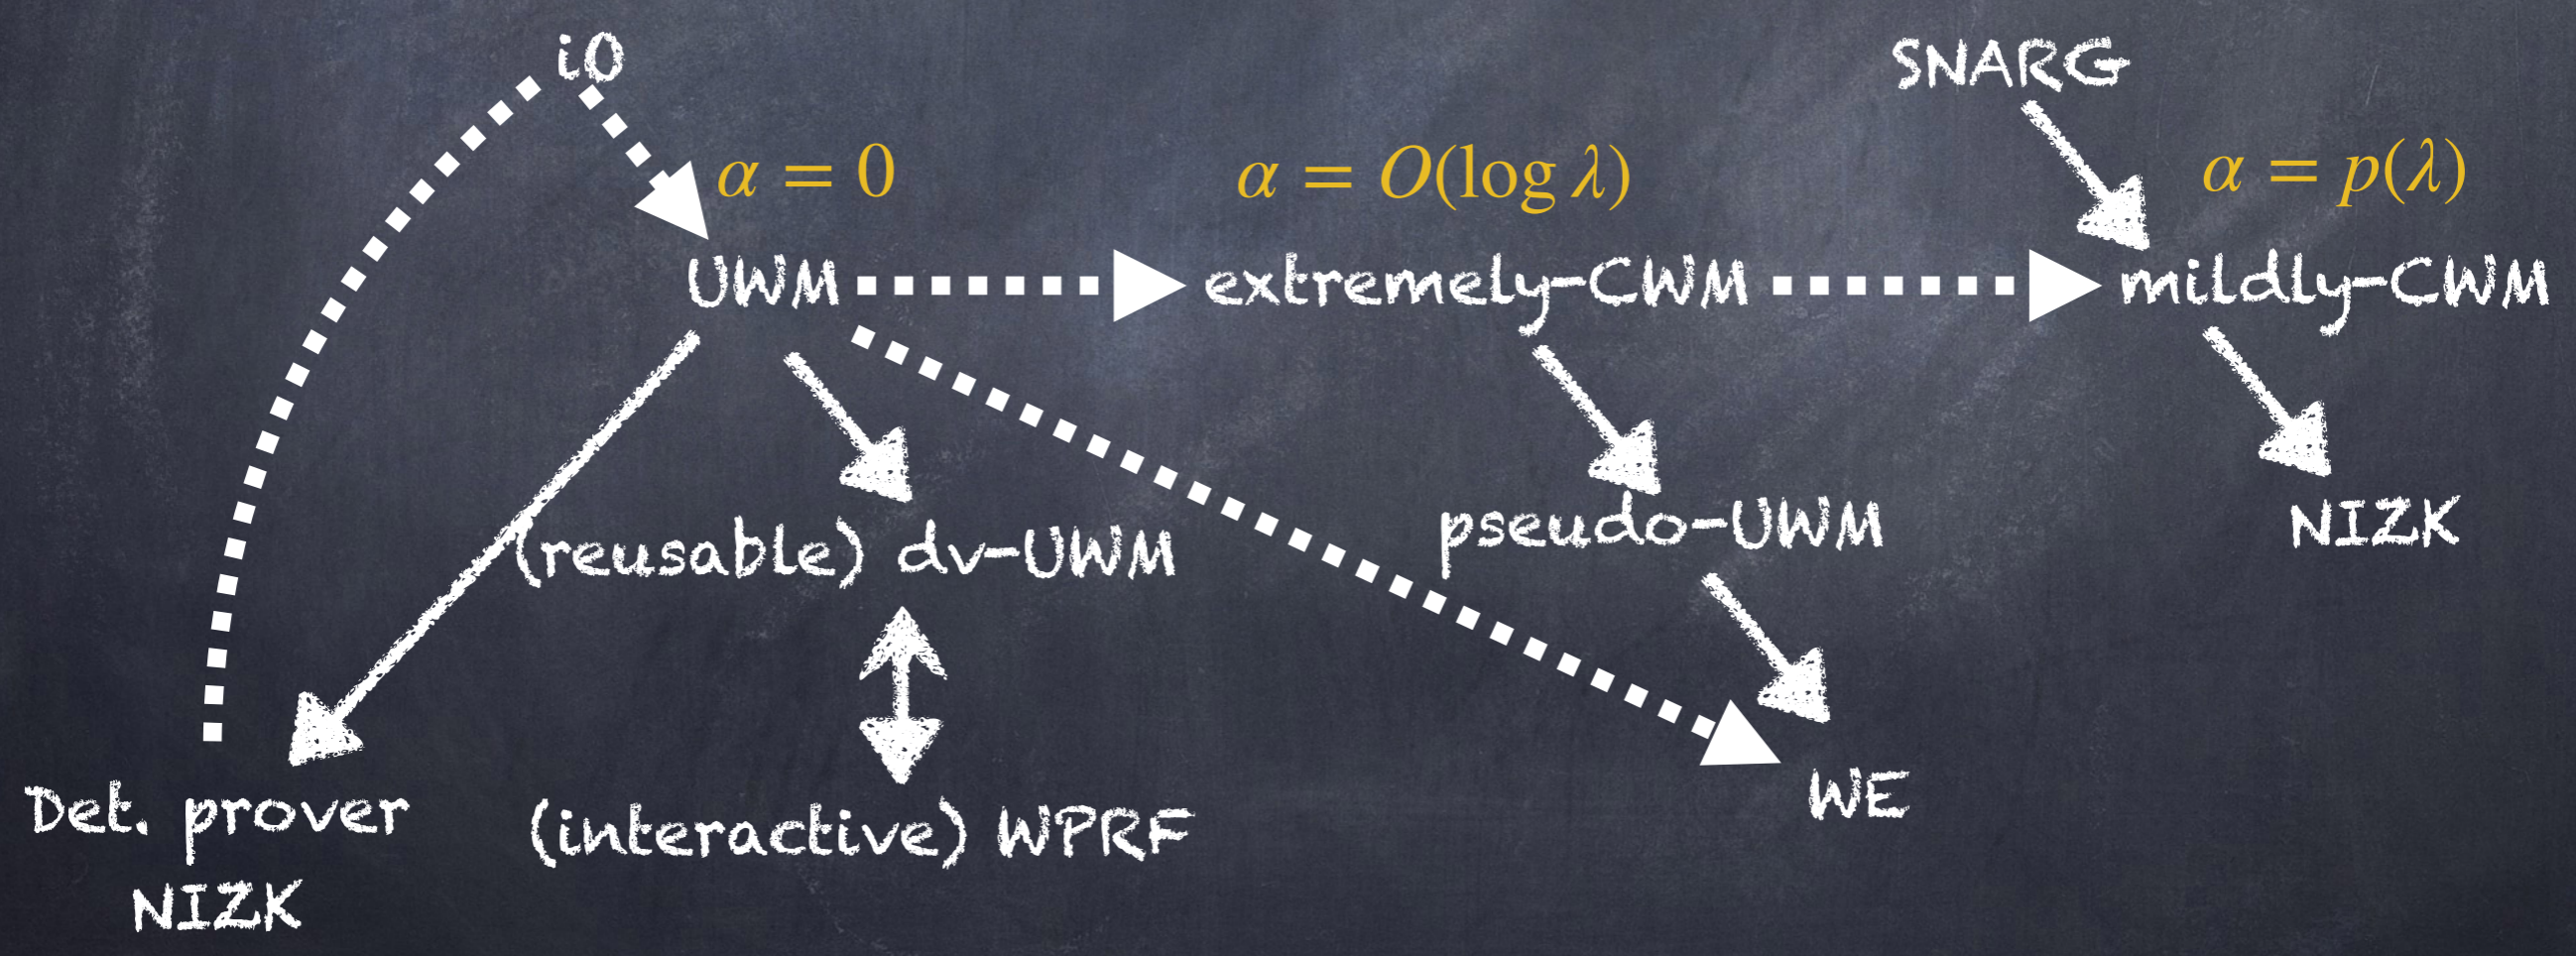 iO
SNARG
α = 0
α = O(log λ)
α = p(λ)
UWM
extremely-CWM
mildly-CWM
(reusable) dv-UWM
pseudo-UWM
NIZK
Det. prover
NIZK
(interactive) WPRF
WE